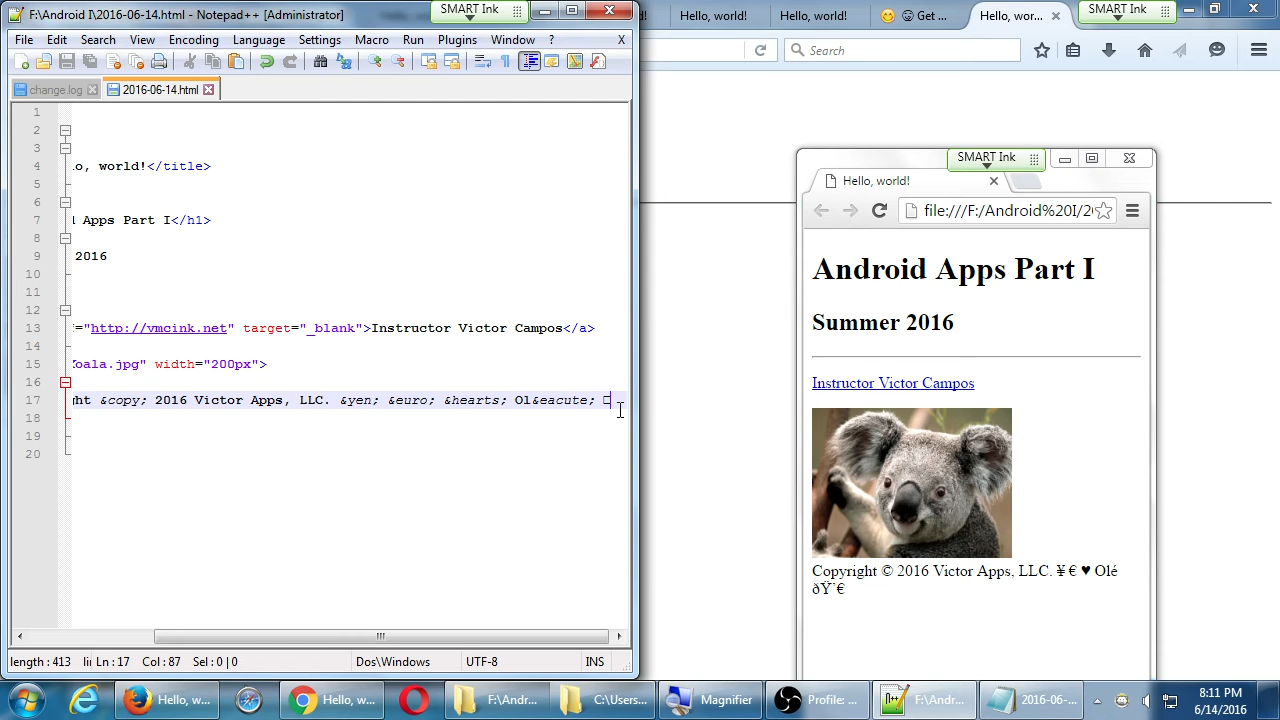 F:\Android I\2016-06-14.html - Notepad++ [Administrator]
SMART Ink
Hello, world!
Hello, world!
😀 Get ...
Hello, wor...
SMART Ink
File Edit Search View Encoding Language Settings Macro Run Plugins Window ? X
Search
change.log
2016-06-14.html
1
2
3
4 lo, world!</title>
5
6
7 d Apps Part I</h1>
8
9 2016
10
11
12
13 ="http://vmcink.net" target="_blank">Instructor Victor Campos</a>
14
15 Koala.jpg" width="200px">
16
17 ght &copy; 2016 Victor Apps, LLC. &yen; &euro; &hearts; Ol&eacute; □
18
19
20
length : 413 li Ln : 17 Col : 87 Sel : 0 | 0 Dos\Windows UTF-8 INS
SMART Ink
Hello, world!
file:///F:/Android%20I/20
Android Apps Part I
Summer 2016
Instructor Victor Campos
Copyright © 2016 Victor Apps, LLC. ¥ € ♥ Olé
ðŸ˜€
Hello, w...
Hello, w...
F:\Andr...
C:\Users...
Magnifier
Profile: ...
F:\Andr...
2016-06-...
8:11 PM
6/14/2016